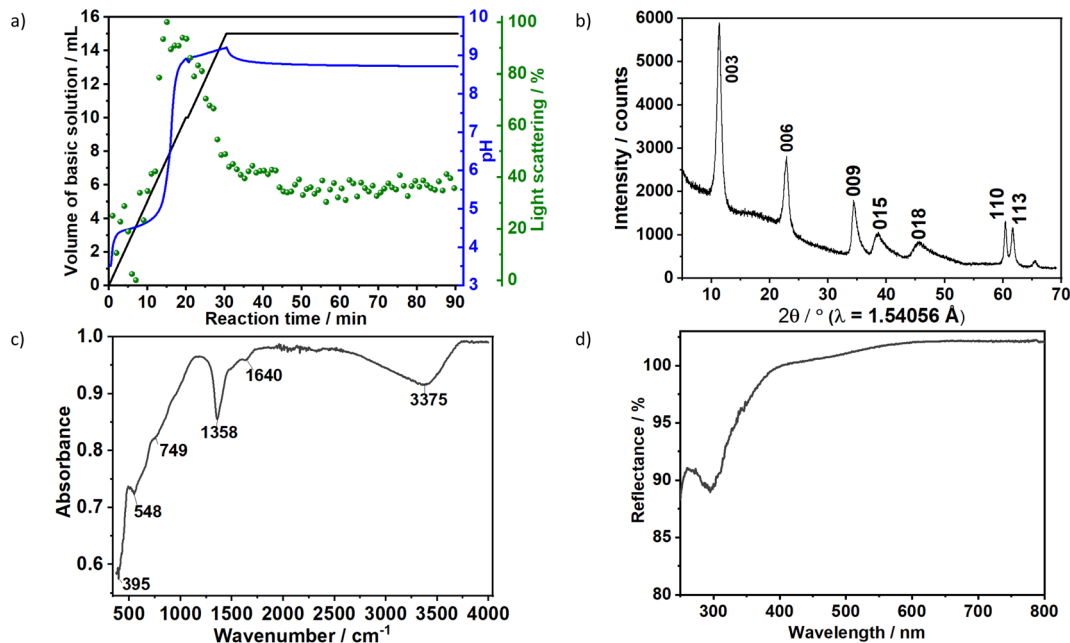 a)
Volume of basic solution / mL
16
14
12
10
8
6
4
2
0
0 10 20 30 40 50 60 70 80 90
Reaction time / min
10
9
8
7
6
5
4
3
pH
100
80
60
40
20
0
Light scattering / %
b)
Intensity / counts
6000
5000
4000
3000
2000
1000
0
003
006
009
015
018
110
113
10 20 30 40 50 60 70
2θ / ° (λ = 1.54056 Å)
c)
Absorbance
1.0
0.9
0.8
0.7
0.6
395
548
749
1358
1640
3375
500 1000 1500 2000 2500 3000 3500 4000
Wavenumber / cm⁻¹
d)
Reflectance / %
100
95
90
85
80
300 400 500 600 700 800
Wavelength / nm